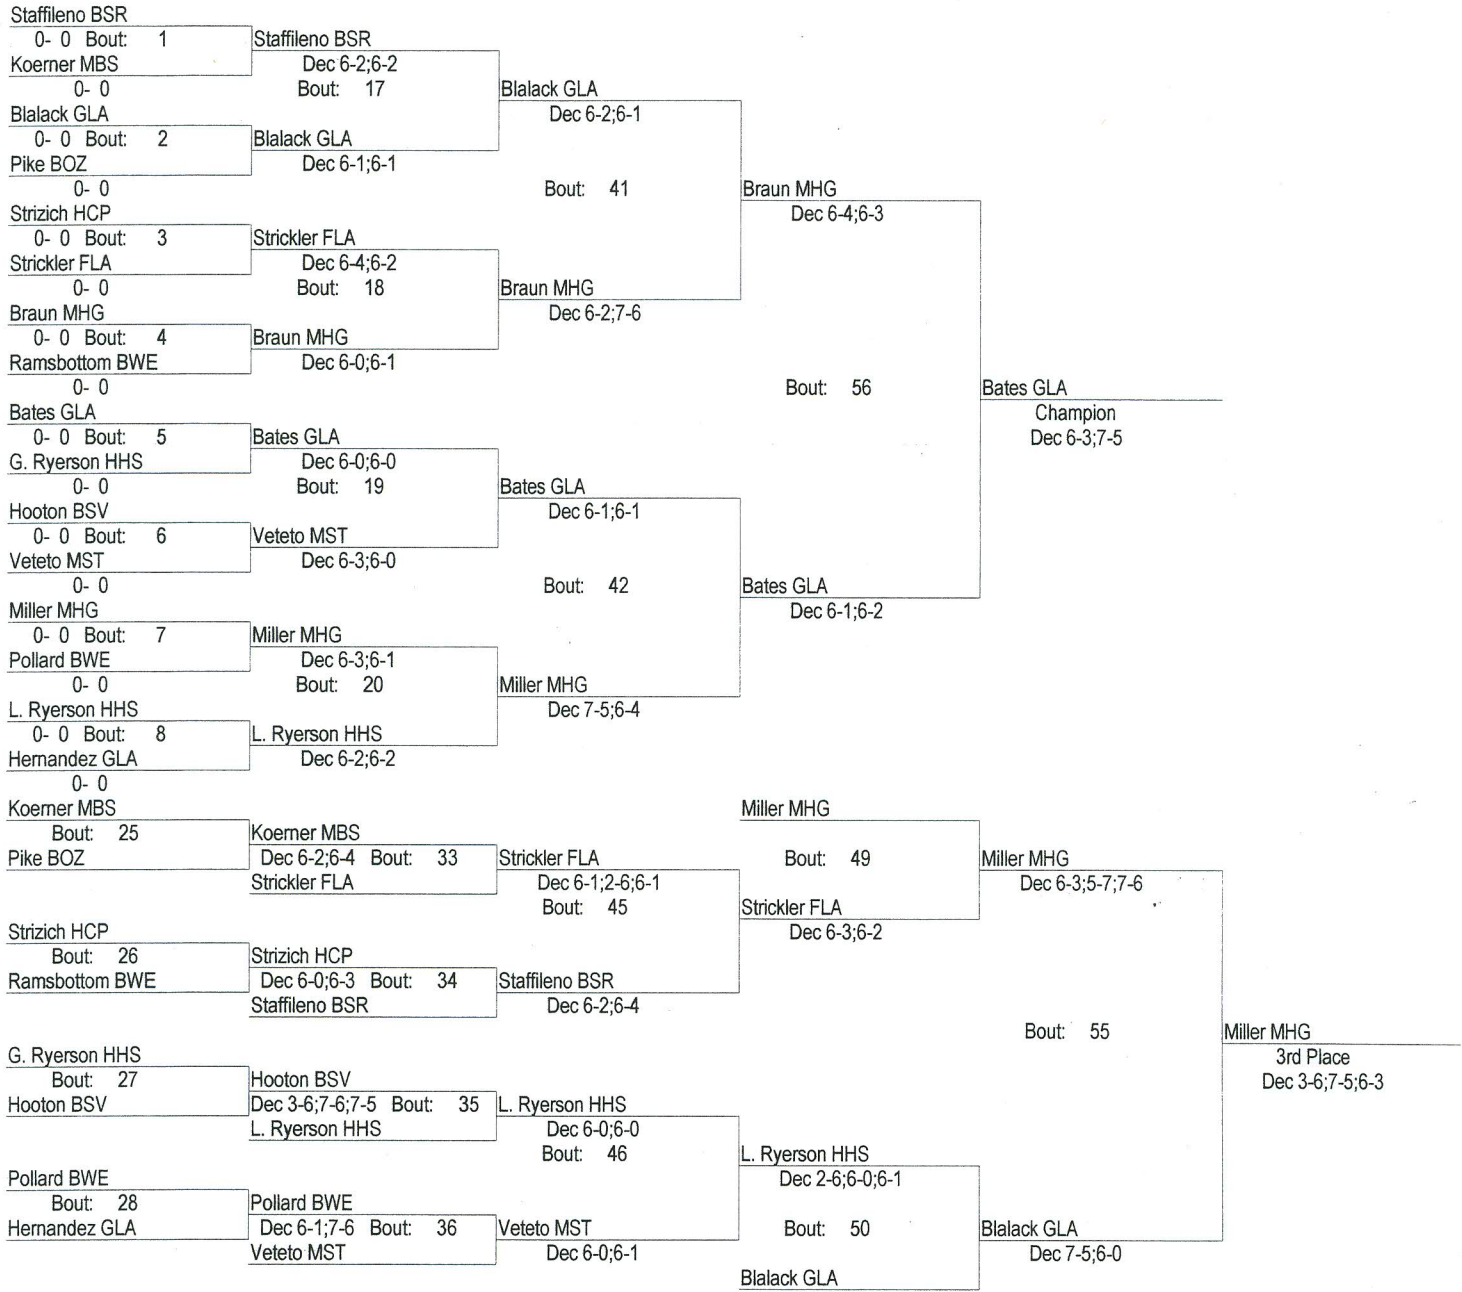 Staffileno BSR
0- 0 Bout: 1
Staffileno BSR
Koerner MBS
Dec 6-2;6-2
0- 0
Bout: 17
Blalack GLA
Blalack GLA
Dec 6-2;6-1
0- 0 Bout: 2
Blalack GLA
Pike BOZ
Dec 6-1;6-1
0- 0
Bout: 41
Braun MHG
Strizich HCP
Dec 6-4;6-3
0- 0 Bout: 3
Strickler FLA
Strickler FLA
Dec 6-4;6-2
0- 0
Bout: 18
Braun MHG
Braun MHG
Dec 6-2;7-6
0- 0 Bout: 4
Braun MHG
Ramsbottom BWE
Dec 6-0;6-1
0- 0
Bout: 56
Bates GLA
Bates GLA
Champion
0- 0 Bout: 5
Bates GLA
Dec 6-3;7-5
G. Ryerson HHS
Dec 6-0;6-0
0- 0
Bout: 19
Bates GLA
Hooton BSV
Dec 6-1;6-1
0- 0 Bout: 6
Veteto MST
Veteto MST
Dec 6-3;6-0
0- 0
Bout: 42
Bates GLA
Miller MHG
Dec 6-1;6-2
0- 0 Bout: 7
Miller MHG
Pollard BWE
Dec 6-3;6-1
0- 0
Bout: 20
Miller MHG
L. Ryerson HHS
Dec 7-5;6-4
0- 0 Bout: 8
L. Ryerson HHS
Hernandez GLA
Dec 6-2;6-2
0- 0
Koerner MBS
Miller MHG
Bout: 25
Koerner MBS
Pike BOZ
Dec 6-2;6-4 Bout: 33
Strickler FLA
Bout: 49
Miller MHG
Strickler FLA
Dec 6-1;2-6;6-1
Dec 6-3;5-7;7-6
Bout: 45
Strickler FLA
Strizich HCP
Dec 6-3;6-2
Bout: 26
Strizich HCP
Ramsbottom BWE
Dec 6-0;6-3 Bout: 34
Staffileno BSR
Staffileno BSR
Dec 6-2;6-4
Bout: 55
Miller MHG
G. Ryerson HHS
3rd Place
Bout: 27
Hooton BSV
Dec 3-6;7-5;6-3
Hooton BSV
Dec 3-6;7-6;7-5 Bout: 35
L. Ryerson HHS
L. Ryerson HHS
Dec 6-0;6-0
Bout: 46
L. Ryerson HHS
Pollard BWE
Dec 2-6;6-0;6-1
Bout: 28
Pollard BWE
Hernandez GLA
Dec 6-1;7-6 Bout: 36
Veteto MST
Bout: 50
Blalack GLA
Veteto MST
Dec 6-0;6-1
Dec 7-5;6-0
Blalack GLA